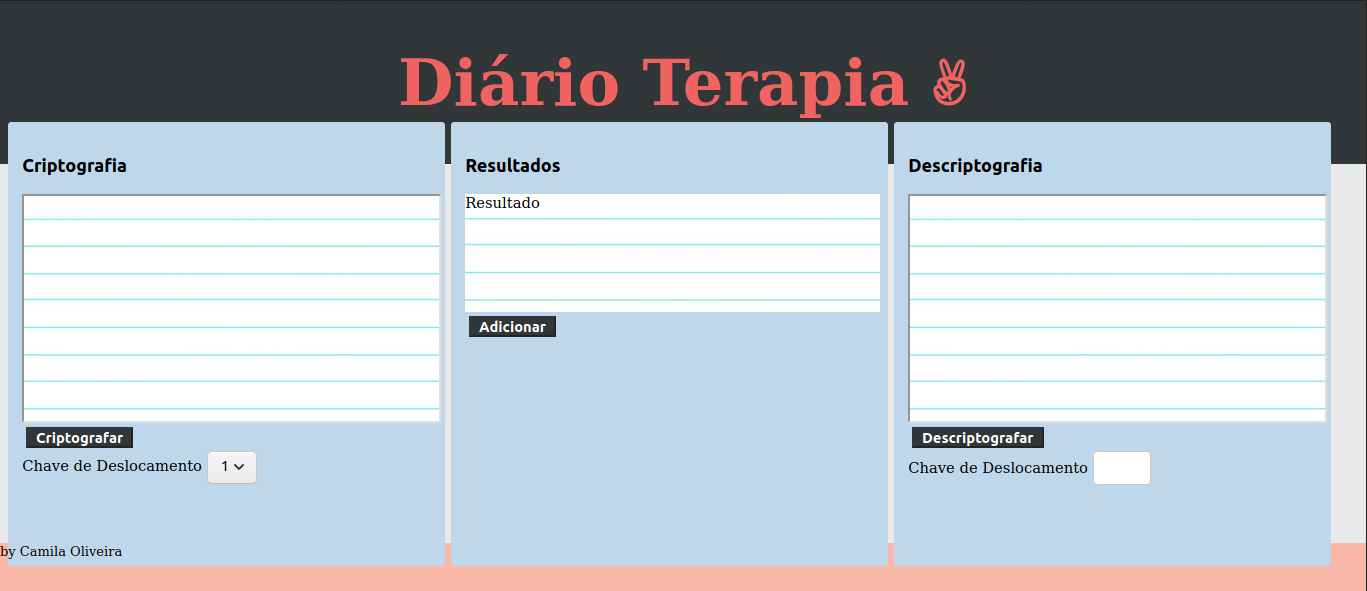 Diário Terapia ✌
Criptografia
Criptografar
Chave de Deslocamento 1
Resultados
Resultado
Adicionar
Descriptografia
Descriptografar
Chave de Deslocamento
by Camila Oliveira